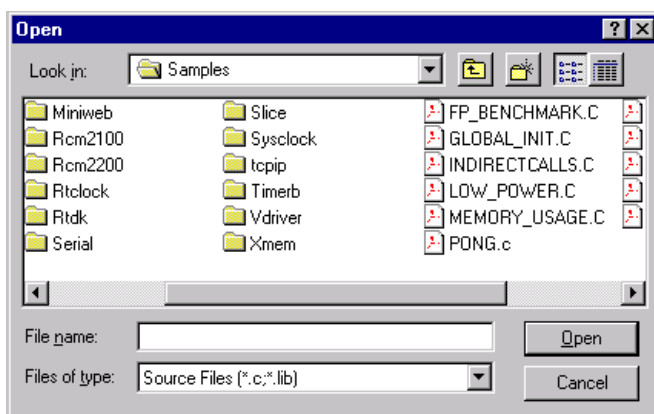 Open
Look in: Samples
Miniweb Slice FP_BENCHMARK.C
Rcm2100 Sysclock GLOBAL_INIT.C
Rcm2200 tcpip INDIRECTCALLS.C
Rtclock Timerb LOW_POWER.C
Rtdk Vdriver MEMORY_USAGE.C
Serial Xmem PONG.c
File name: Open
Files of type: Source Files (*.c;*.lib) Cancel